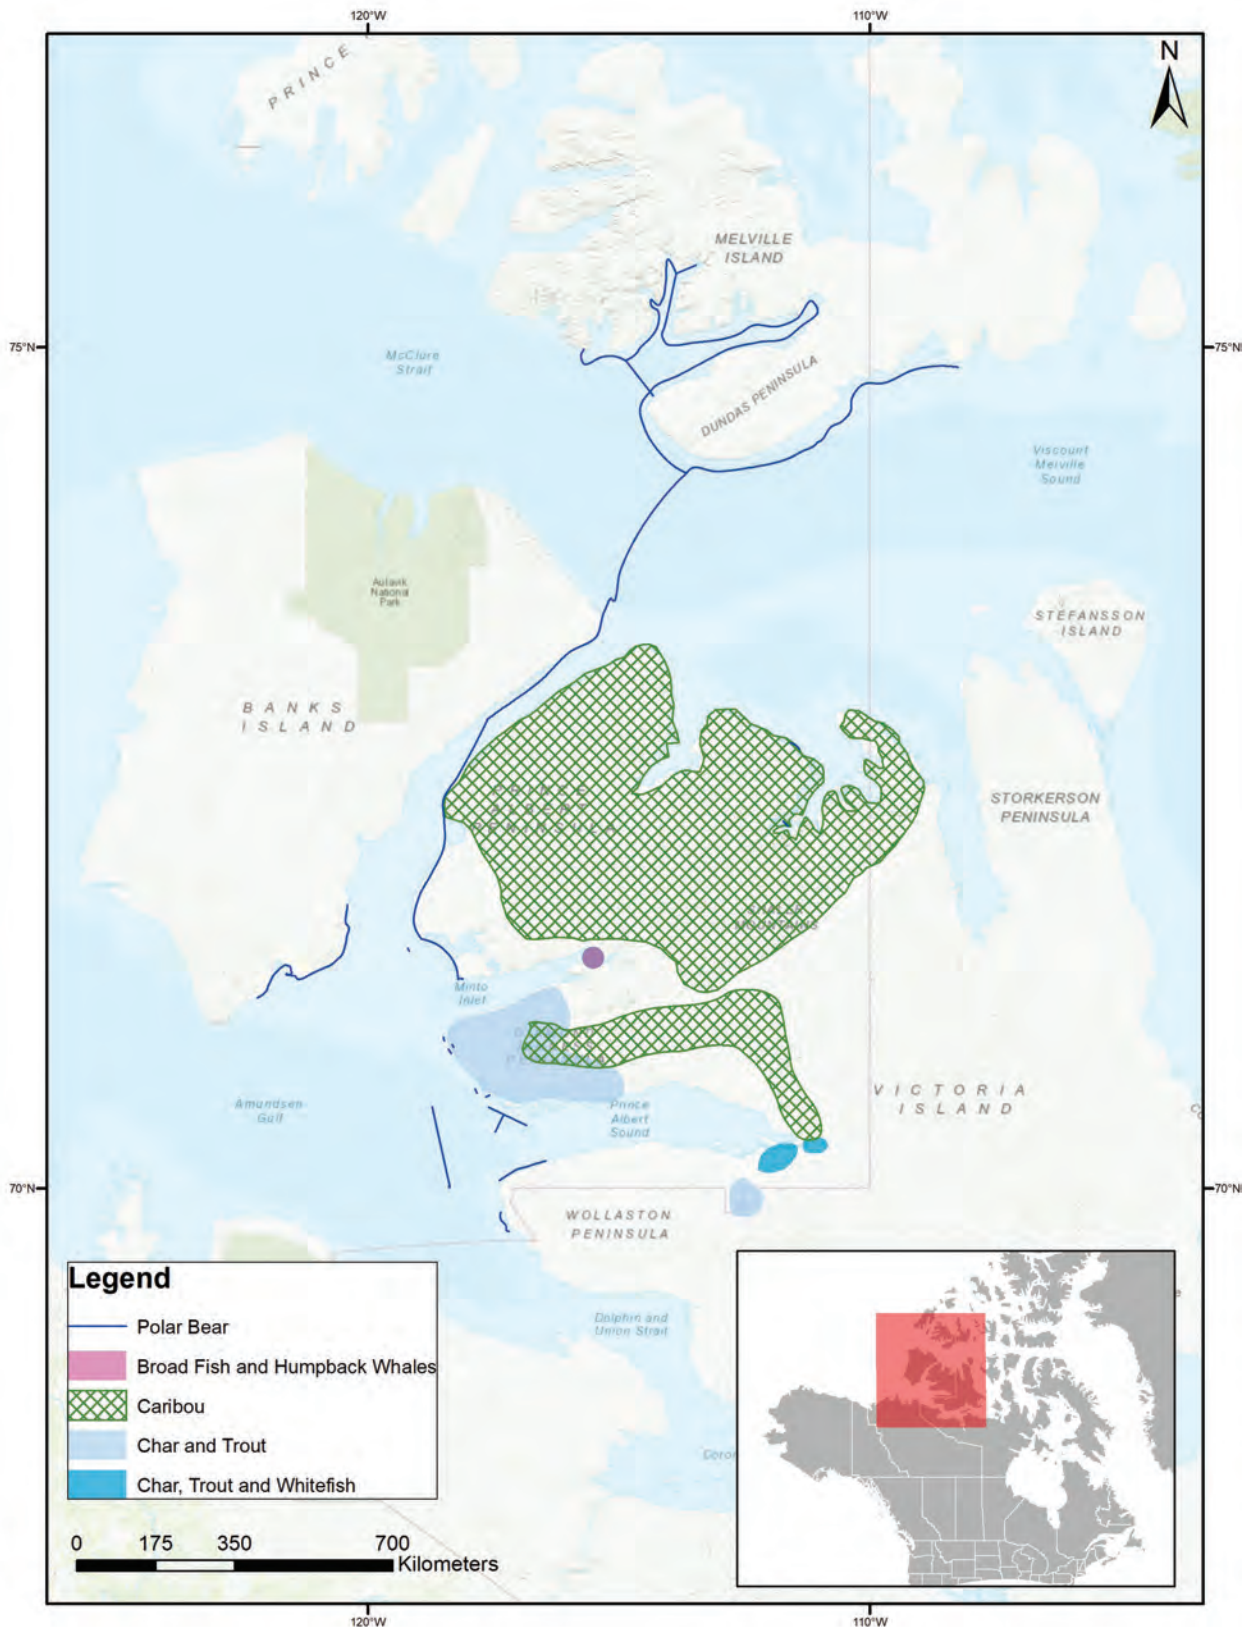 120°W
110°W
N
PRINCE
MELVILLE
ISLAND
75°N
75°N
McClure
Strait
DUNDAS PENINSULA
Viscount
Melville
Sound
Aulavik
National
Park
STEFANSSON
ISLAND
BANKS
ISLAND
PRINCE
ALBERT
PENINSULA
STORKERSON
PENINSULA
SHALER
MOUNTAINS
Minto
Inlet
VICTORIA
ISLAND
Amundsen
Gulf
Prince
Albert
Sound
70°N
70°N
WOLLASTON
PENINSULA
Legend
Polar Bear
Broad Fish and Humpback Whales
Caribou
Char and Trout
Char, Trout and Whitefish
Dolphin and
Union Strait
Coron
0 175 350 700
Kilometers
120°W
110°W